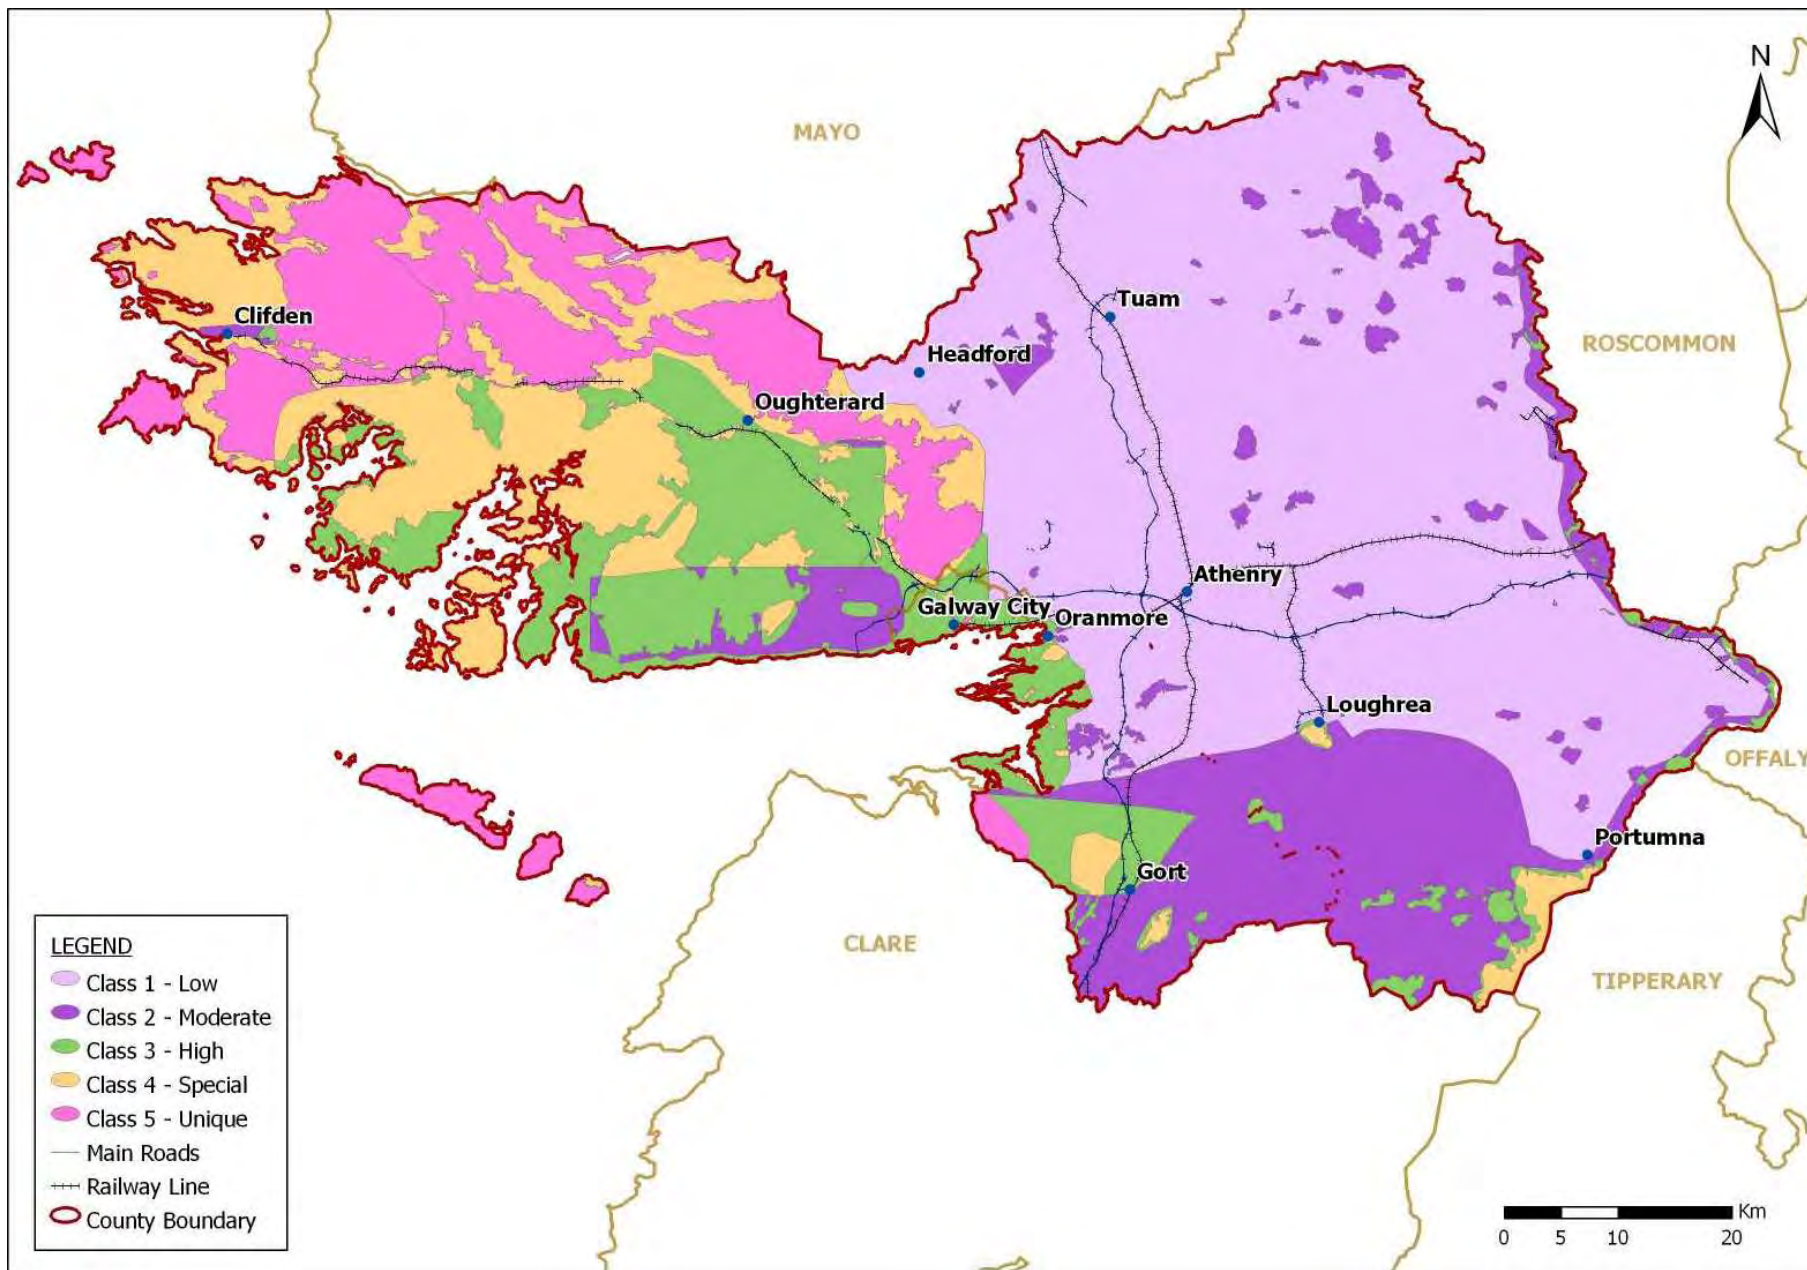 N
MAYO
Tuam
Clifden
ROSCOMMON
Headford
Oughterard
Athenry
Galway City
Oranmore
Loughrea
OFFALY
Portumna
Gort
CLARE
TIPPERARY
LEGEND
Class 1 - Low
Class 2 - Moderate
Class 3 - High
Class 4 - Special
Class 5 - Unique
Main Roads
Railway Line
County Boundary
Km
0 5 10 20